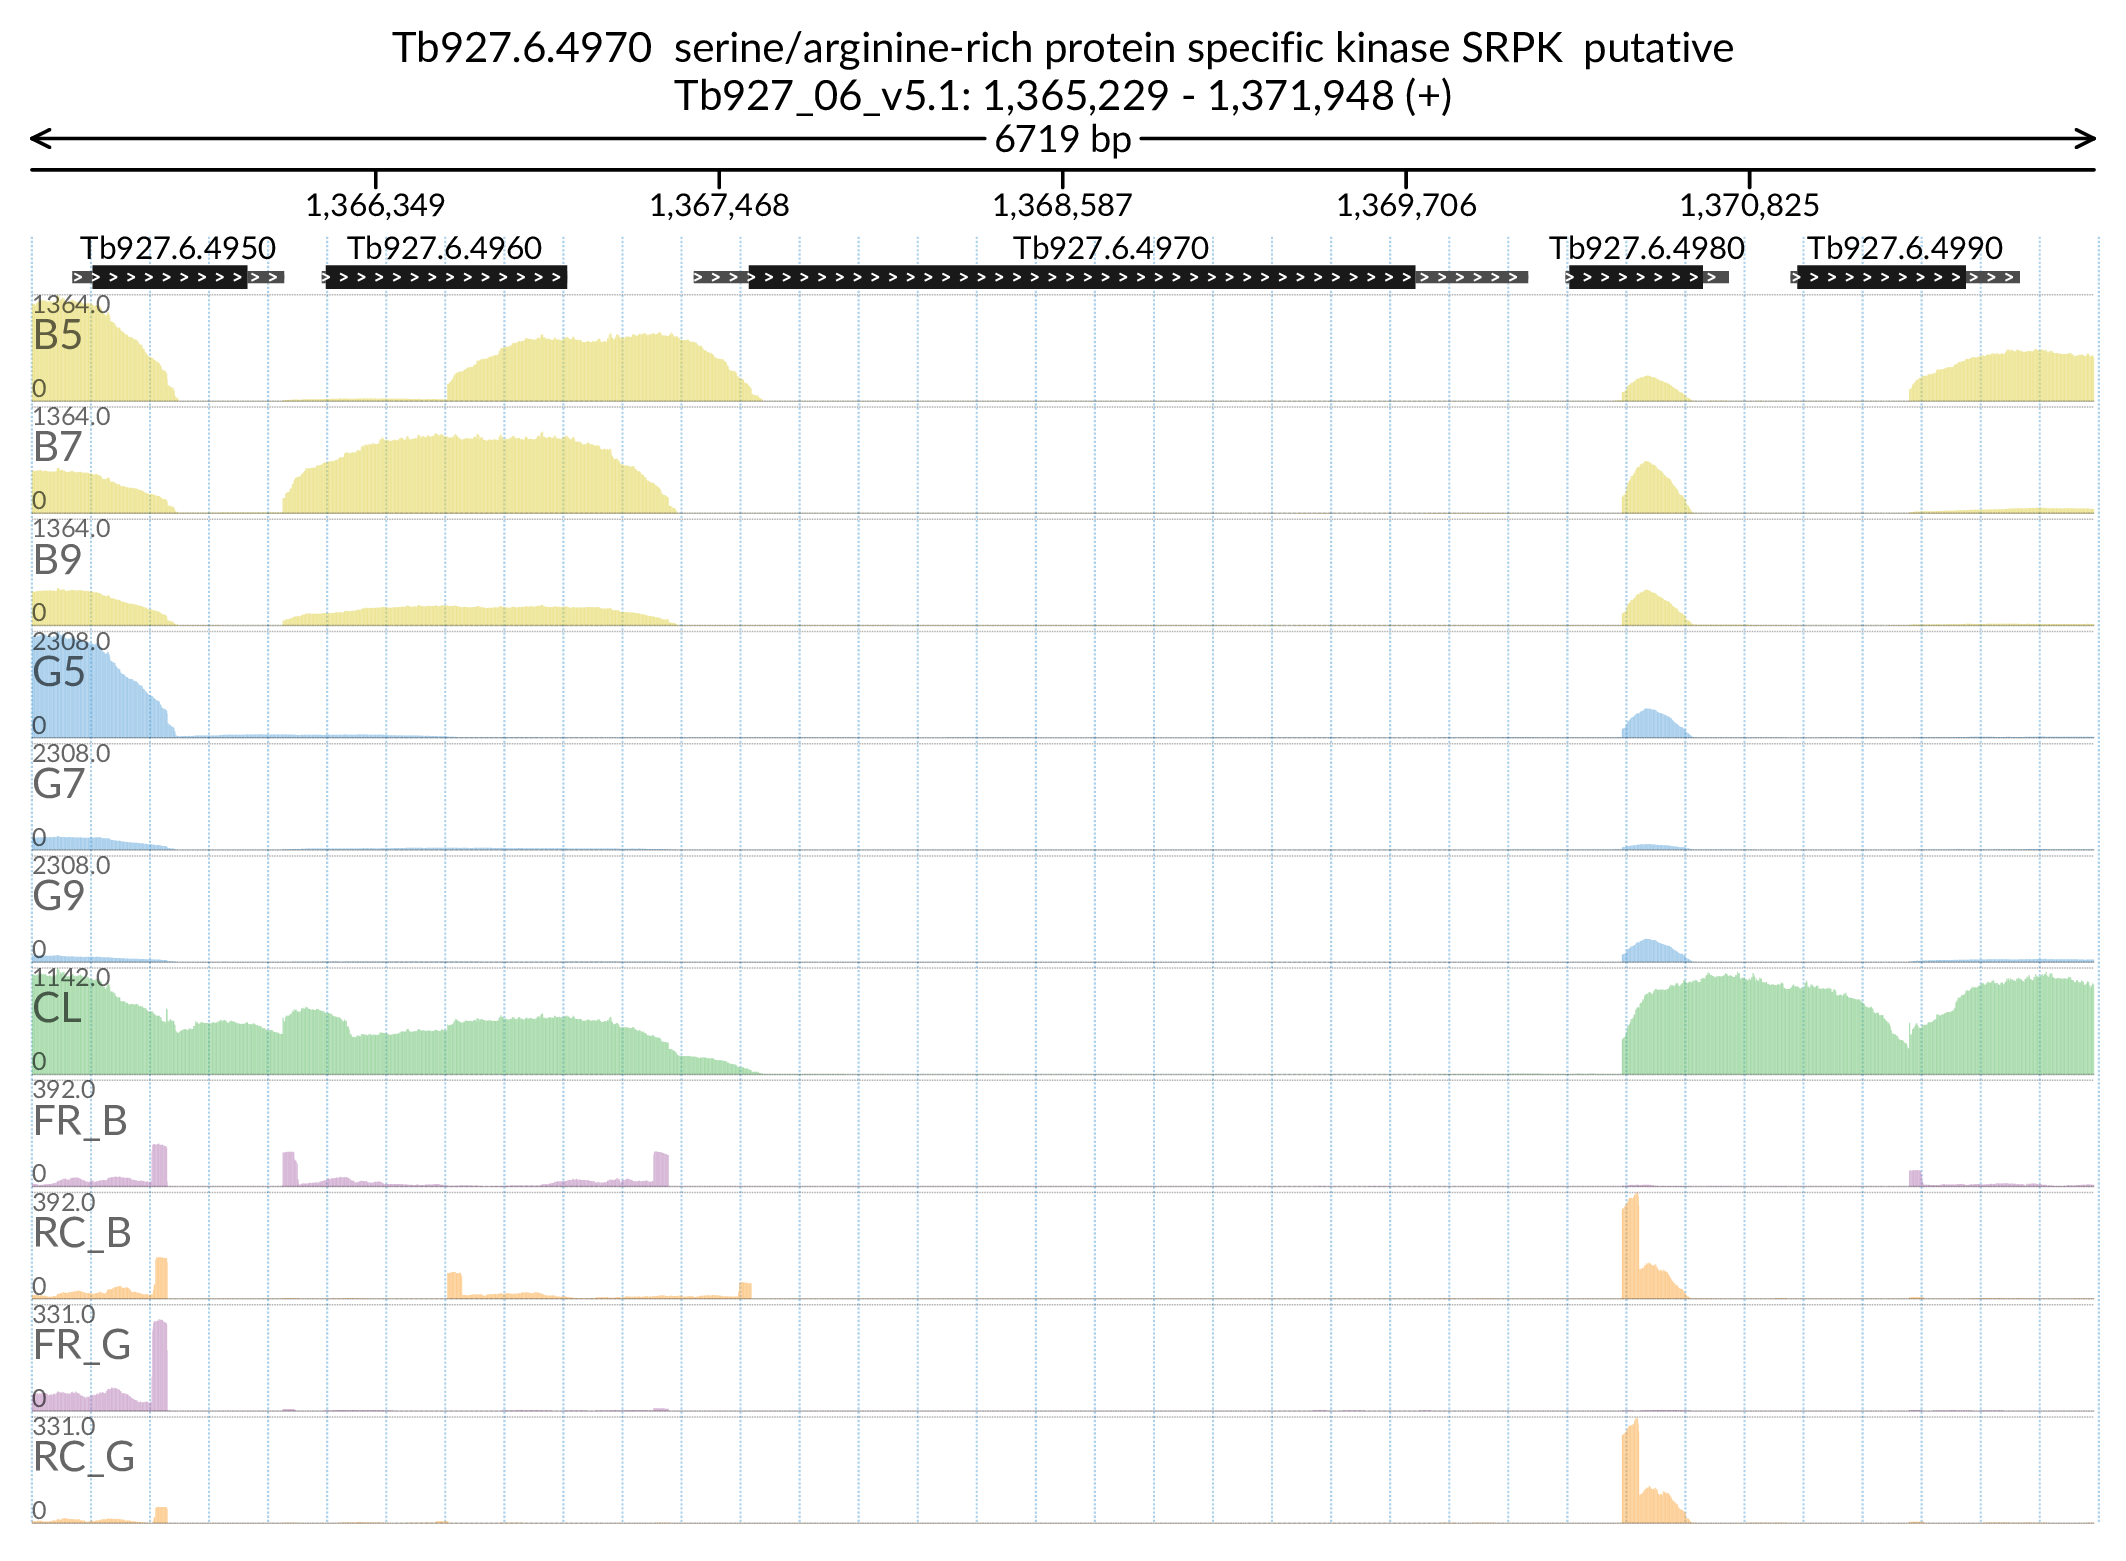 Tb927.6.4970  serine/arginine-rich protein specific kinase SRPK  putative
Tb927_06_v5.1: 1,365,229 - 1,371,948 (+)
6719 bp
1,366,349 1,367,468 1,368,587 1,369,706 1,370,825
Tb927.6.4950 Tb927.6.4960 Tb927.6.4970 Tb927.6.4980 Tb927.6.4990
1364.0
B5
0
1364.0
B7
0
1364.0
B9
0
2308.0
G5
0
2308.0
G7
0
2308.0
G9
0
1142.0
CL
0
392.0
FR_B
0
392.0
RC_B
0
331.0
FR_G
0
331.0
RC_G
0